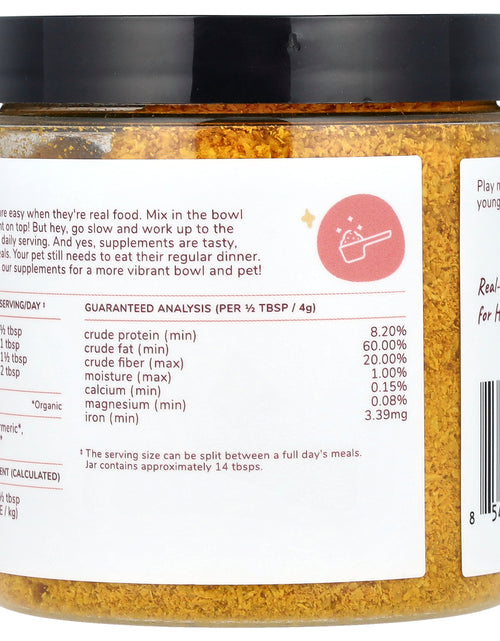 re easy when they're real food. Mix in the bowl
nt on top! But hey, go slow and work up to the
daily serving. And yes, supplements are tasty,
eals. Your pet still needs to eat their regular dinner.
our supplements for a more vibrant bowl and pet!
SERVING/DAY ‡
½ tbsp
1 tbsp
1½ tbsp
2 tbsp
*Organic
rmeric*,
*
ENT (CALCULATED)
½ tbsp
E / kg)
GUARANTEED ANALYSIS (PER ½ TBSP / 4g)
crude protein (min) 8.20%
crude fat (min) 60.00%
crude fiber (max) 20.00%
moisture (max) 1.00%
calcium (min) 0.15%
magnesium (min) 0.08%
iron (min) 3.39mg
‡ The serving size can be split between a full day's meals.
Jar contains approximately 14 tbsps.
Play
young
Real-
for H
8 54